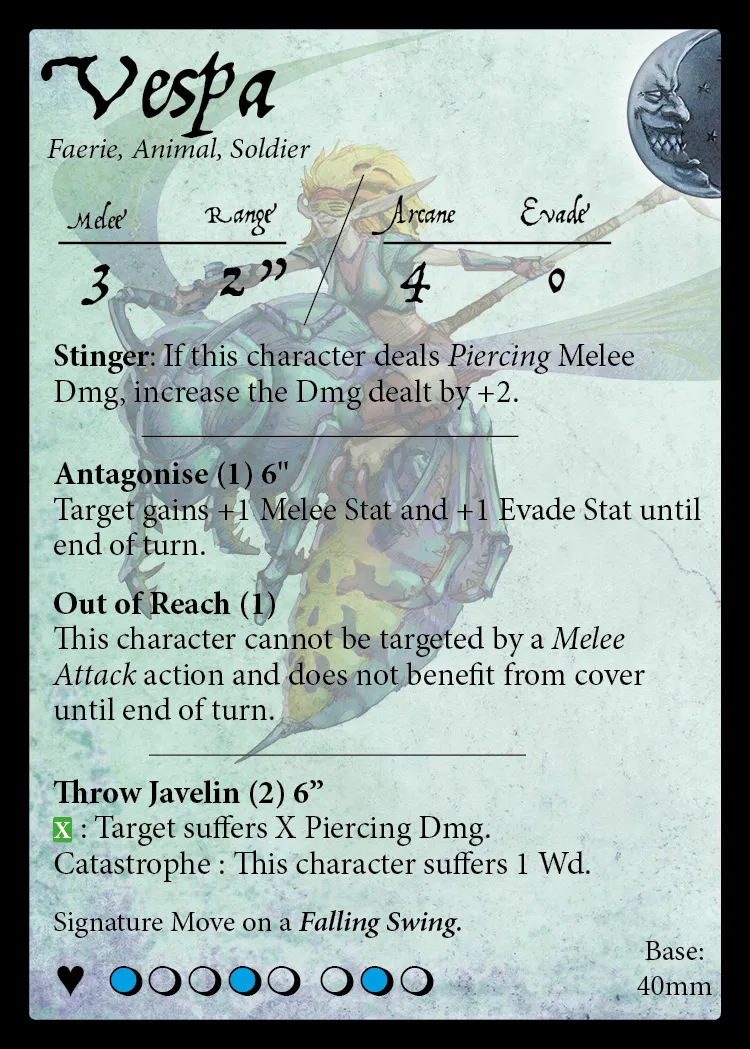 Vespa
Faerie, Animal, Soldier
Melee Range Arcane Evade
3 2” 4 0
Stinger: If this character deals Piercing Melee
Dmg, increase the Dmg dealt by +2.
Antagonise (1) 6"
Target gains +1 Melee Stat and +1 Evade Stat until
end of turn.
Out of Reach (1)
This character cannot be targeted by a Melee
Attack action and does not benefit from cover
until end of turn.
Throw Javelin (2) 6”
X : Target suffers X Piercing Dmg.
Catastrophe : This character suffers 1 Wd.
Signature Move on a Falling Swing.
Base:
40mm